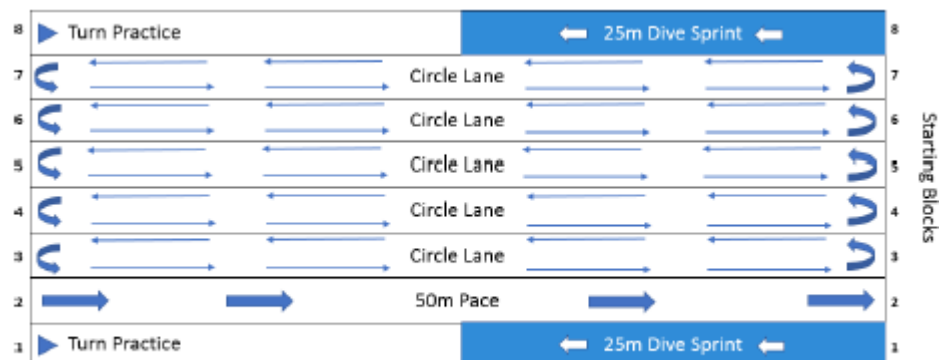 8 Turn Practice 25m Dive Sprint 8
7 Circle Lane 7
6 Circle Lane 6
5 Circle Lane 5
4 Circle Lane 4
3 Circle Lane 3
2 50m Pace 2
1 Turn Practice 25m Dive Sprint 1
Starting Blocks